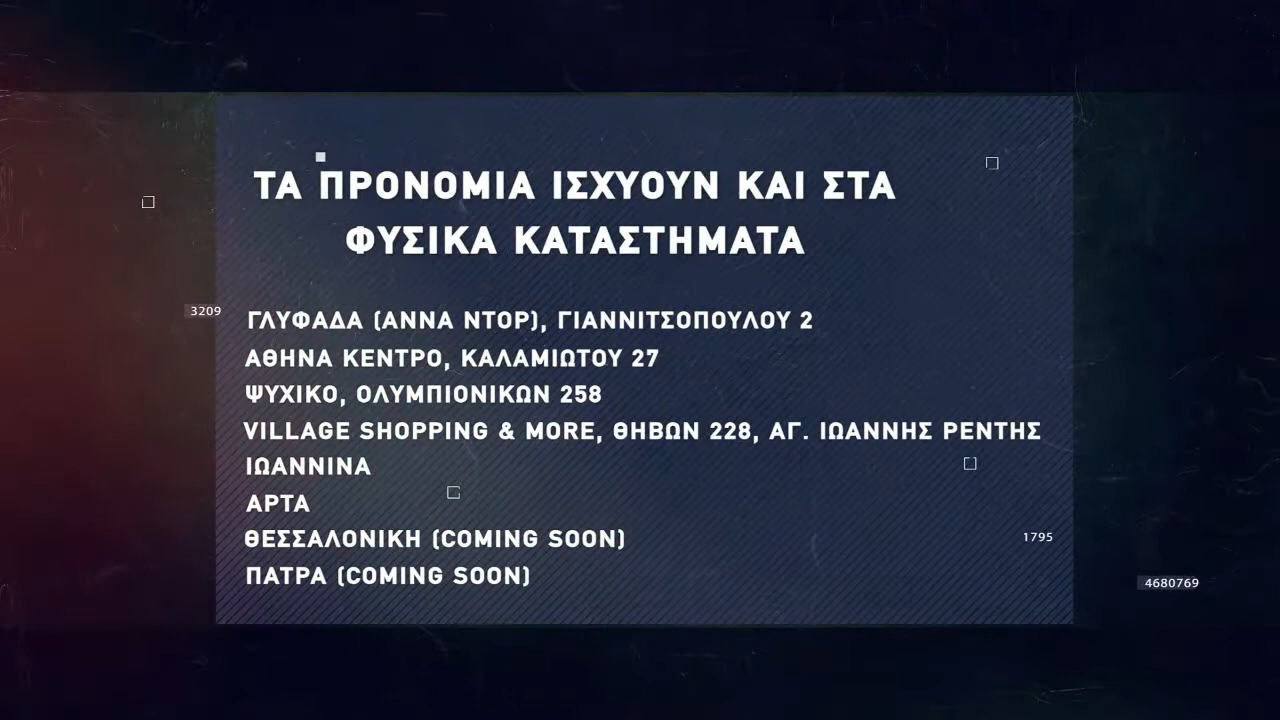 ΤΑ ΠΡΟΝΟΜΙΑ ΙΣΧΥΟΥΝ ΚΑΙ ΣΤΑ
ΦΥΣΙΚΑ ΚΑΤΑΣΤΗΜΑΤΑ
3209
ΓΛΥΦΑΔΑ (ΑΝΝΑ ΝΤΟΡ), ΓΙΑΝΝΙΤΣΟΠΟΥΛΟΥ 2
ΑΘΗΝΑ ΚΕΝΤΡΟ, ΚΑΛΑΜΙΩΤΟΥ 27
ΨΥΧΙΚΟ, ΟΛΥΜΠΙΟΝΙΚΩΝ 258
VILLAGE SHOPPING & MORE, ΘΗΒΩΝ 228, ΑΓ. ΙΩΑΝΝΗΣ ΡΕΝΤΗΣ
ΙΩΑΝΝΙΝΑ
ΑΡΤΑ
ΘΕΣΣΑΛΟΝΙΚΗ (COMING SOON)
1795
ΠΑΤΡΑ (COMING SOON)
4680769